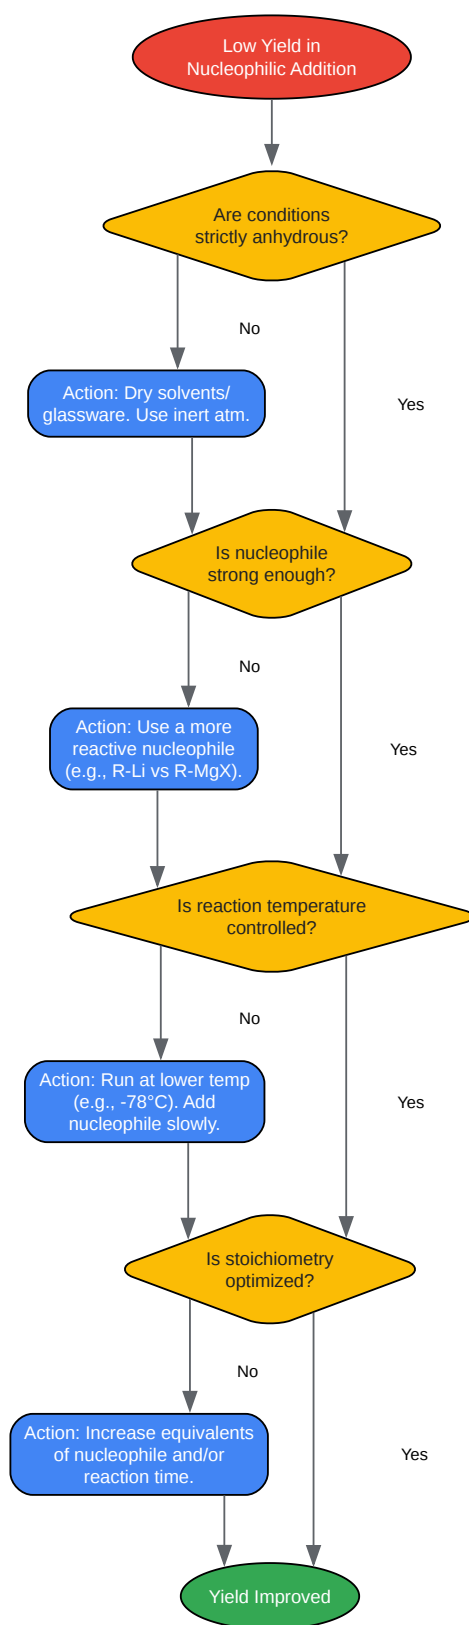 Low Yield in
Nucleophilic Addition
Are conditions
strictly anhydrous?
No
Action: Dry solvents/
glassware. Use inert atm.
Yes
Is nucleophile
strong enough?
No
Action: Use a more
reactive nucleophile
(e.g., R-Li vs R-MgX).
Yes
Is reaction temperature
controlled?
No
Action: Run at lower temp
(e.g., -78°C). Add
nucleophile slowly.
Yes
Is stoichiometry
optimized?
No
Action: Increase equivalents
of nucleophile and/or
reaction time.
Yes
Yield Improved